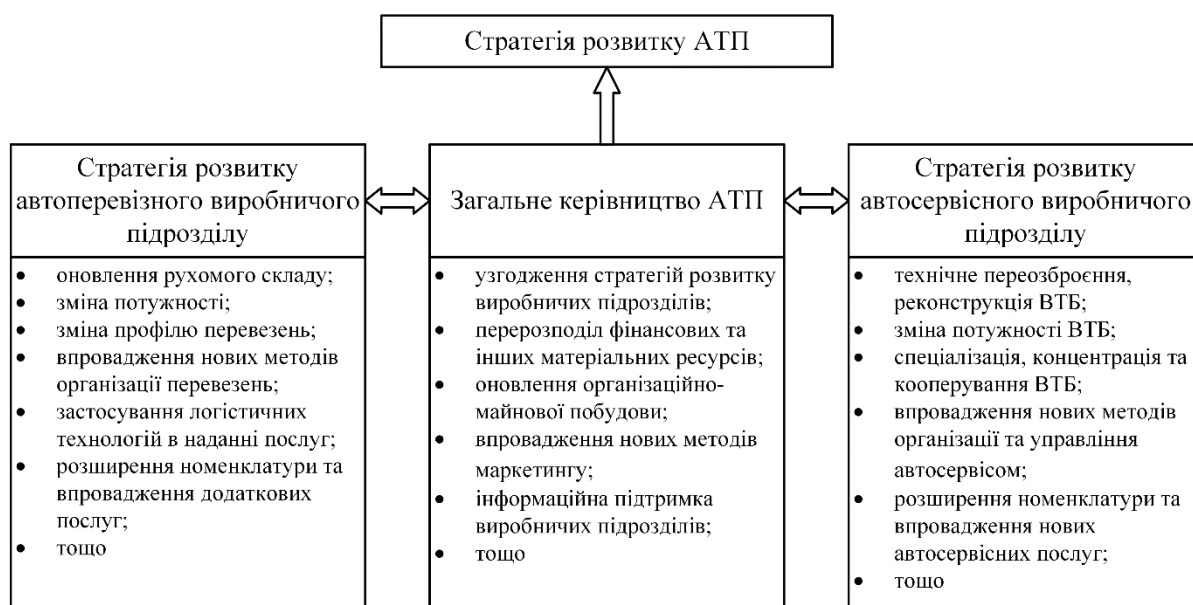 Стратегія розвитку АТП
Стратегія розвитку
автоперевізного виробничого
підрозділу
• оновлення рухомого складу;
• зміна потужності;
• зміна профілю перевезень;
• впровадження нових методів
організації перевезень;
• застосування логістичних
технологій в наданні послуг;
• розширення номенклатури та
впровадження додаткових
послуг;
• тощо
Загальне керівництво АТП
• узгодження стратегій розвитку
виробничих підрозділів;
• перерозподіл фінансових та
інших матеріальних ресурсів;
• оновлення організаційно-
майнової побудови;
• впровадження нових методів
маркетингу;
• інформаційна підтримка
виробничих підрозділів;
• тощо
Стратегія розвитку
автосервісного виробничого
підрозділу
• технічне переозброєння,
реконструкція ВТБ;
• зміна потужності ВТБ;
• спеціалізація, концентрація та
кооперування ВТБ;
• впровадження нових методів
організації та управління
автосервісом;
• розширення номенклатури та
впровадження нових
автосервісних послуг;
• тощо